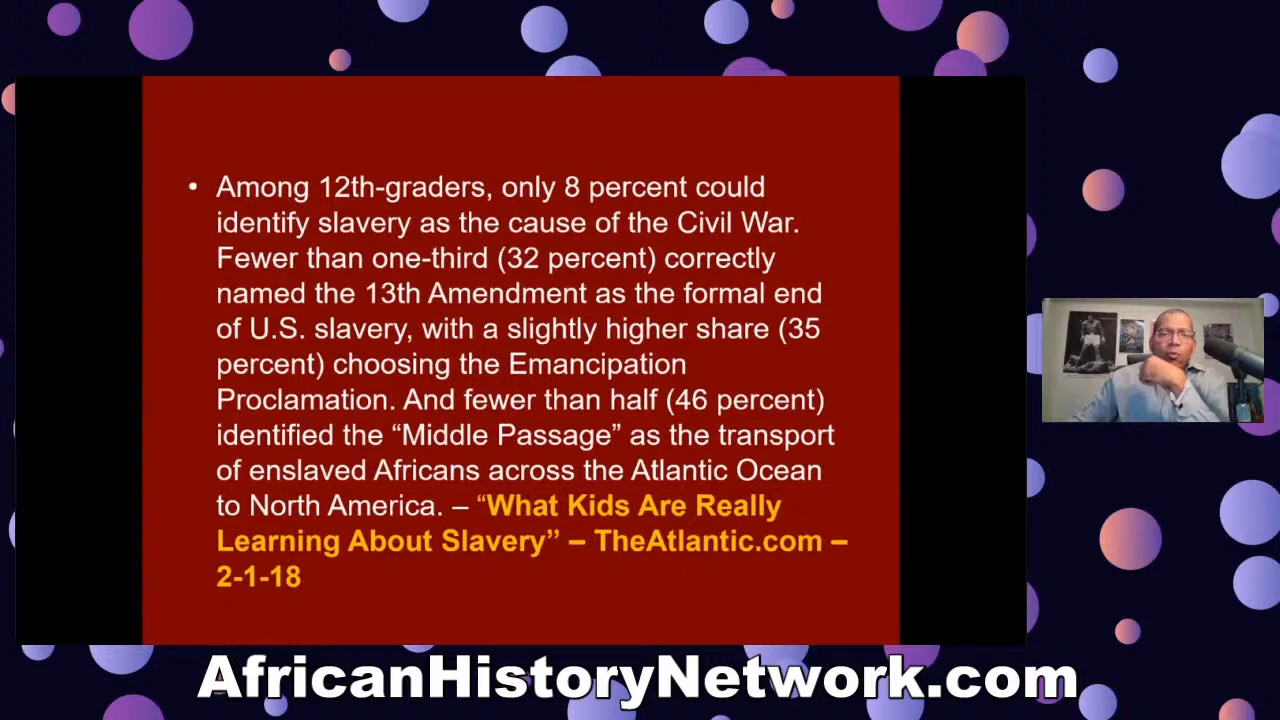 • Among 12th-graders, only 8 percent could
identify slavery as the cause of the Civil War.
Fewer than one-third (32 percent) correctly
named the 13th Amendment as the formal end
of U.S. slavery, with a slightly higher share (35
percent) choosing the Emancipation
Proclamation. And fewer than half (46 percent)
identified the “Middle Passage” as the transport
of enslaved Africans across the Atlantic Ocean
to North America. – “What Kids Are Really
Learning About Slavery” – TheAtlantic.com –
2-1-18
AfricanHistoryNetwork.com